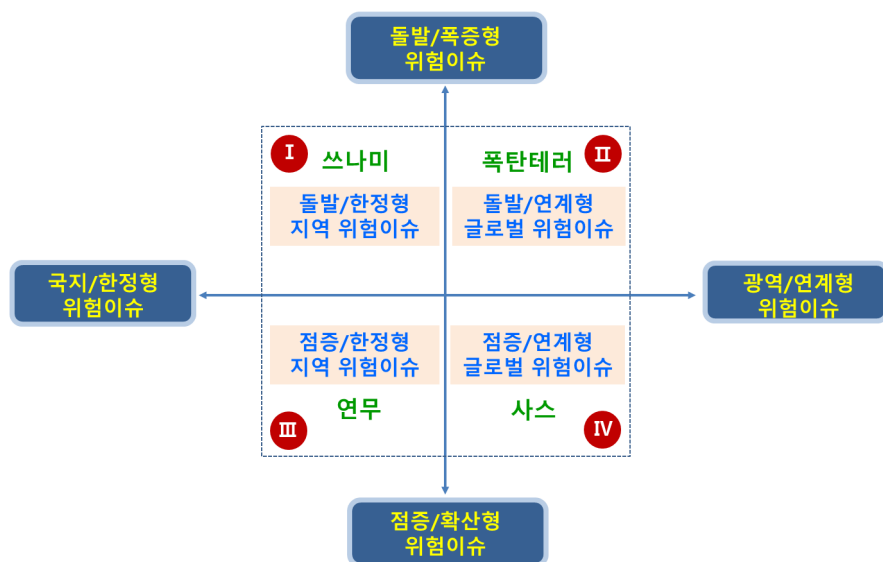 돌발/폭증형
위험이슈
I
쓰나미
폭탄테러
II
돌발/한정형
지역 위험이슈
돌발/연계형
글로벌 위험이슈
국지/한정형
위험이슈
광역/연계형
위험이슈
점증/한정형
지역 위험이슈
점증/연계형
글로벌 위험이슈
연무
사스
III
IV
점증/확산형
위험이슈